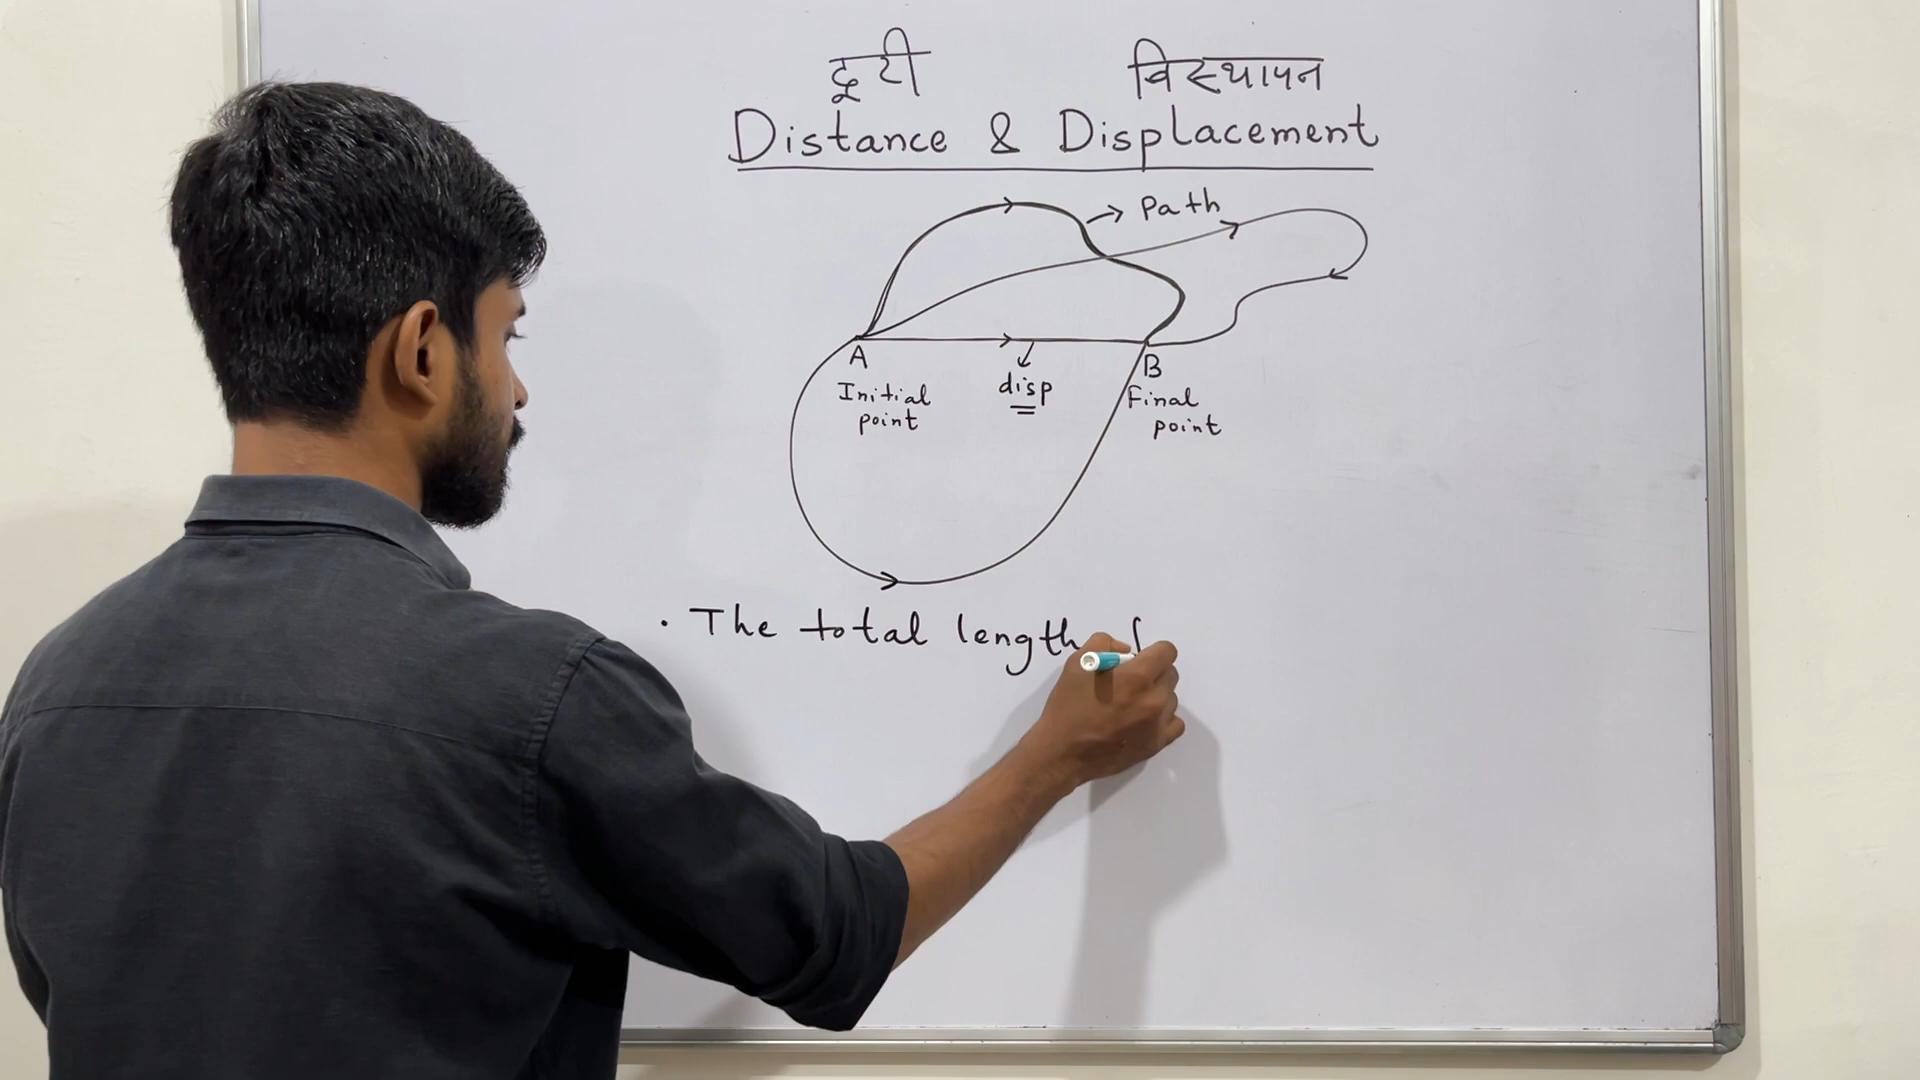 दूरी विस्थापन
Distance & Displacement
Path
A
B
Initial
point
disp
Final
point
• The total length